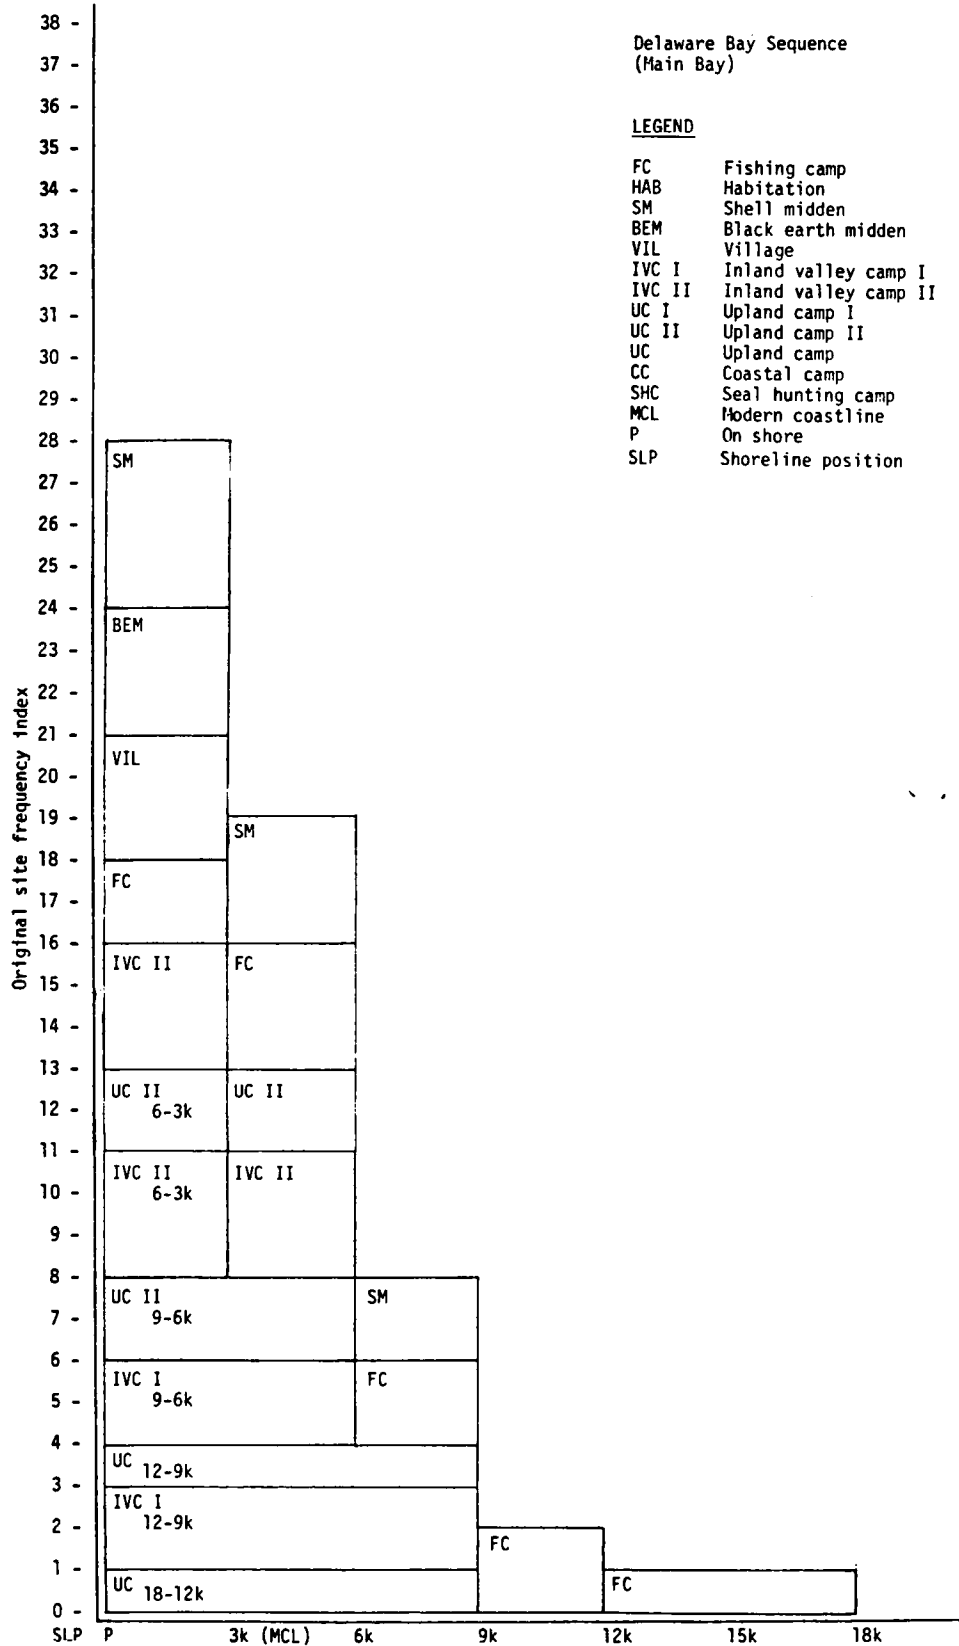 Delaware Bay Sequence
(Main Bay)
LEGEND
FC Fishing camp
HAB Habitation
SM Shell midden
BEM Black earth midden
VIL Village
IVC I Inland valley camp I
IVC II Inland valley camp II
UC I Upland camp I
UC II Upland camp II
UC Upland camp
CC Coastal camp
SHC Seal hunting camp
MCL Modern coastline
P On shore
SLP Shoreline position
Original site frequency index
38 -
37 -
36 -
35 -
34 -
33 -
32 -
31 -
30 -
29 -
28 -
27 -
26 -
25 -
24 -
23 -
22 -
21 -
20 -
19 -
18 -
17 -
16 -
15 -
14 -
13 -
12 -
11 -
10 -
9 -
8 -
7 -
6 -
5 -
4 -
3 -
2 -
1 -
0 -
SM
BEM
VIL
SM
FC
IVC II FC
UC II UC II
6-3k
IVC II IVC II
6-3k
UC II SM
9-6k
IVC I FC
9-6k
UC 12-9k
IVC I
12-9k
FC
UC 18-12k FC
SLP P 3k (MCL) 6k 9k 12k 15k 18k